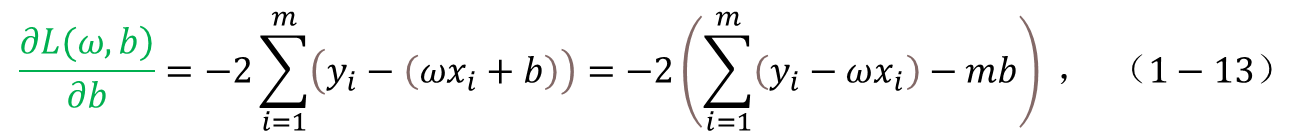 ∂L(ω, b)/∂b = −2 ∑_{i=1}^{m} (y_i − (ωx_i + b)) = −2 (∑_{i=1}^{m} (y_i − ωx_i) − mb) ， （1 − 13）